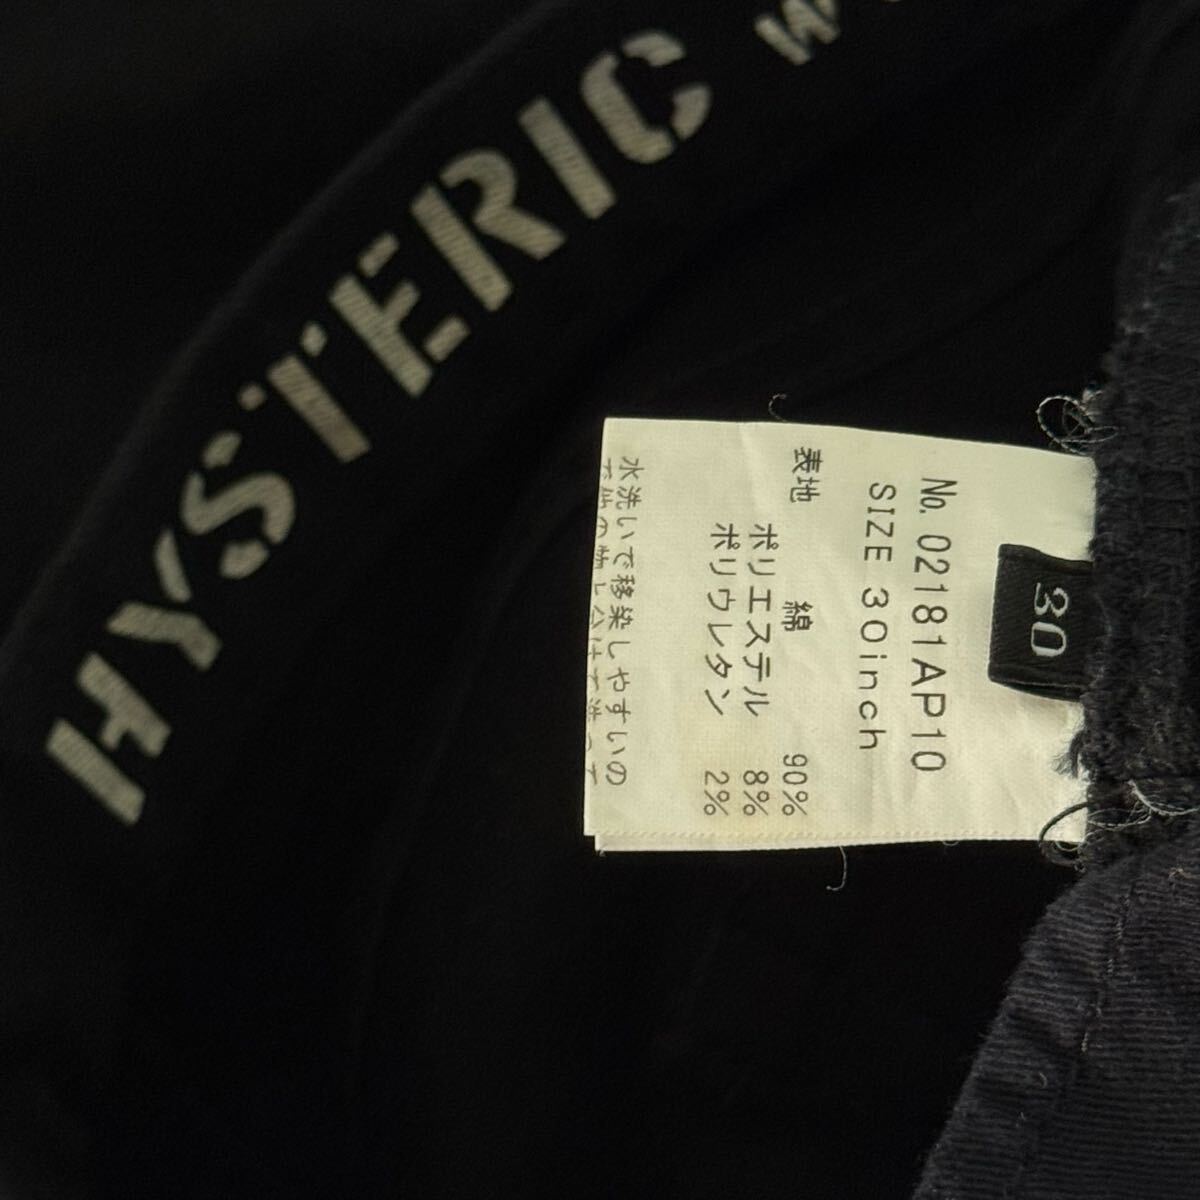 HYSTERIC
30
No. 02181AP10
SIZE 30inch
表地 綿 90%
ポリエステル 8%
ポリウレタン 2%
水洗いで移染しやすいの